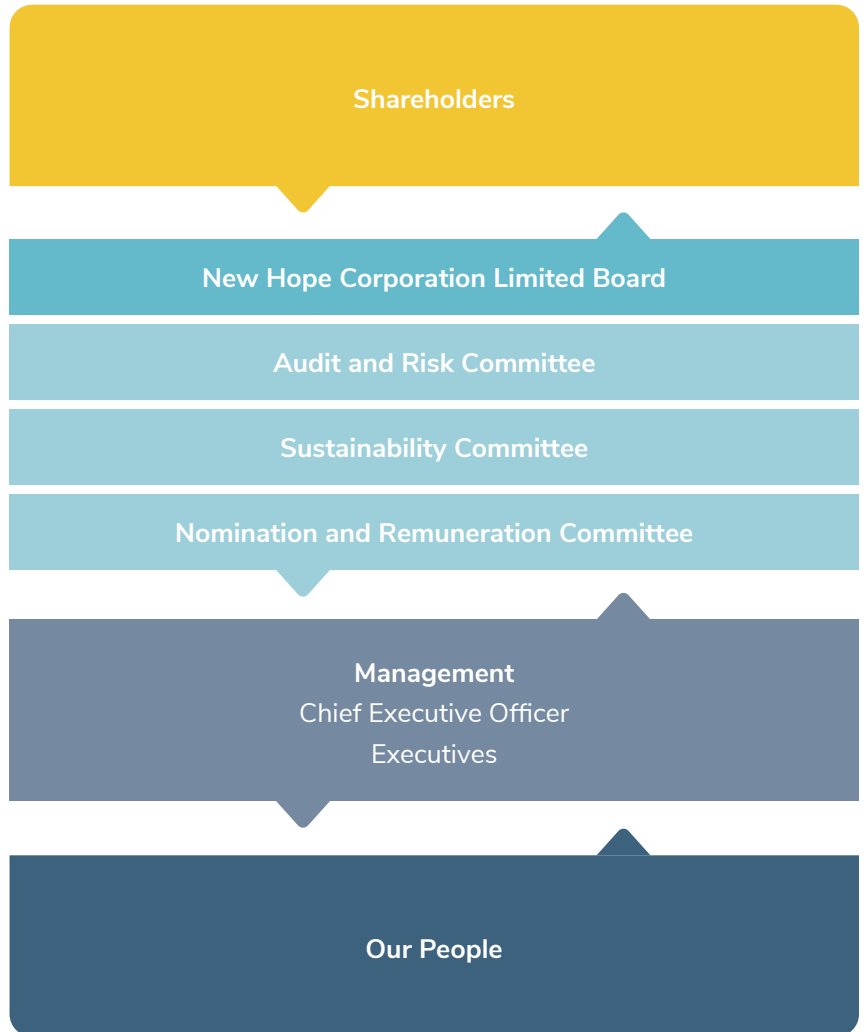 Shareholders
New Hope Corporation Limited Board
Audit and Risk Committee
Sustainability Committee
Nomination and Remuneration Committee
Management
Chief Executive Officer
Executives
Our People